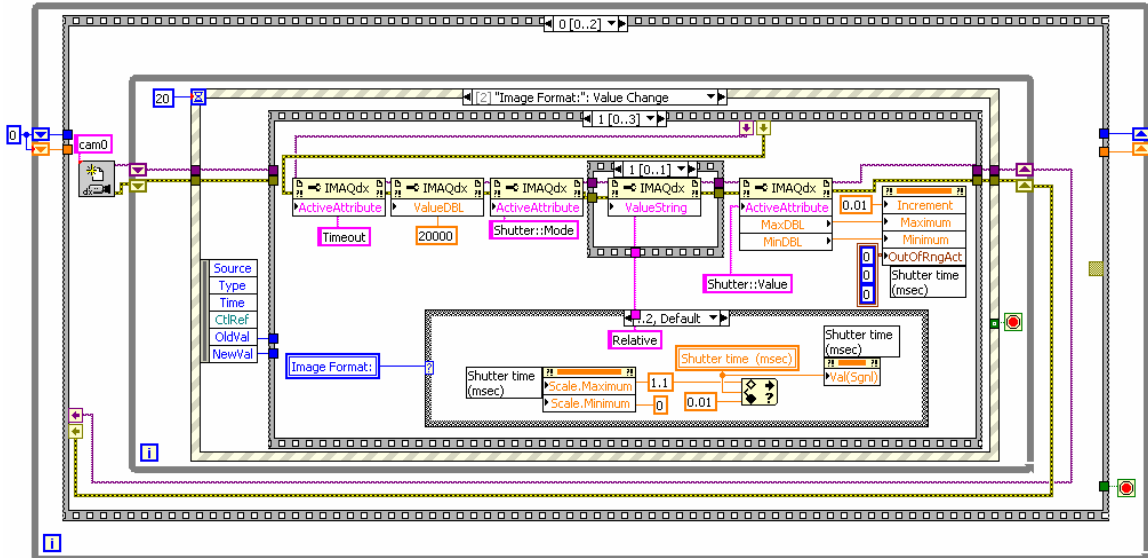 0 [0..2]
20
[2] "Image Format:": Value Change
1 [0..3]
0
cam0
1 [0..1]
IMAQdx
ActiveAttribute
IMAQdx
ValueDBL
IMAQdx
ActiveAttribute
IMAQdx
ValueString
IMAQdx
ActiveAttribute
MaxDBL
MinDBL
0.01
Increment
Maximum
Minimum
OutOfRngAct
Timeout
20000
Shutter::Mode
Shutter::Value
0
0
0
Shutter time
(msec)
Source
Type
Time
CtlRef
OldVal
NewVal
..2, Default
Relative
Image Format:
?
Shutter time
(msec)
Scale.Maximum
Scale.Minimum
1.1
0
Shutter time (msec)
0.01
?
Shutter time
(msec)
Val(Sgnl)
i
i